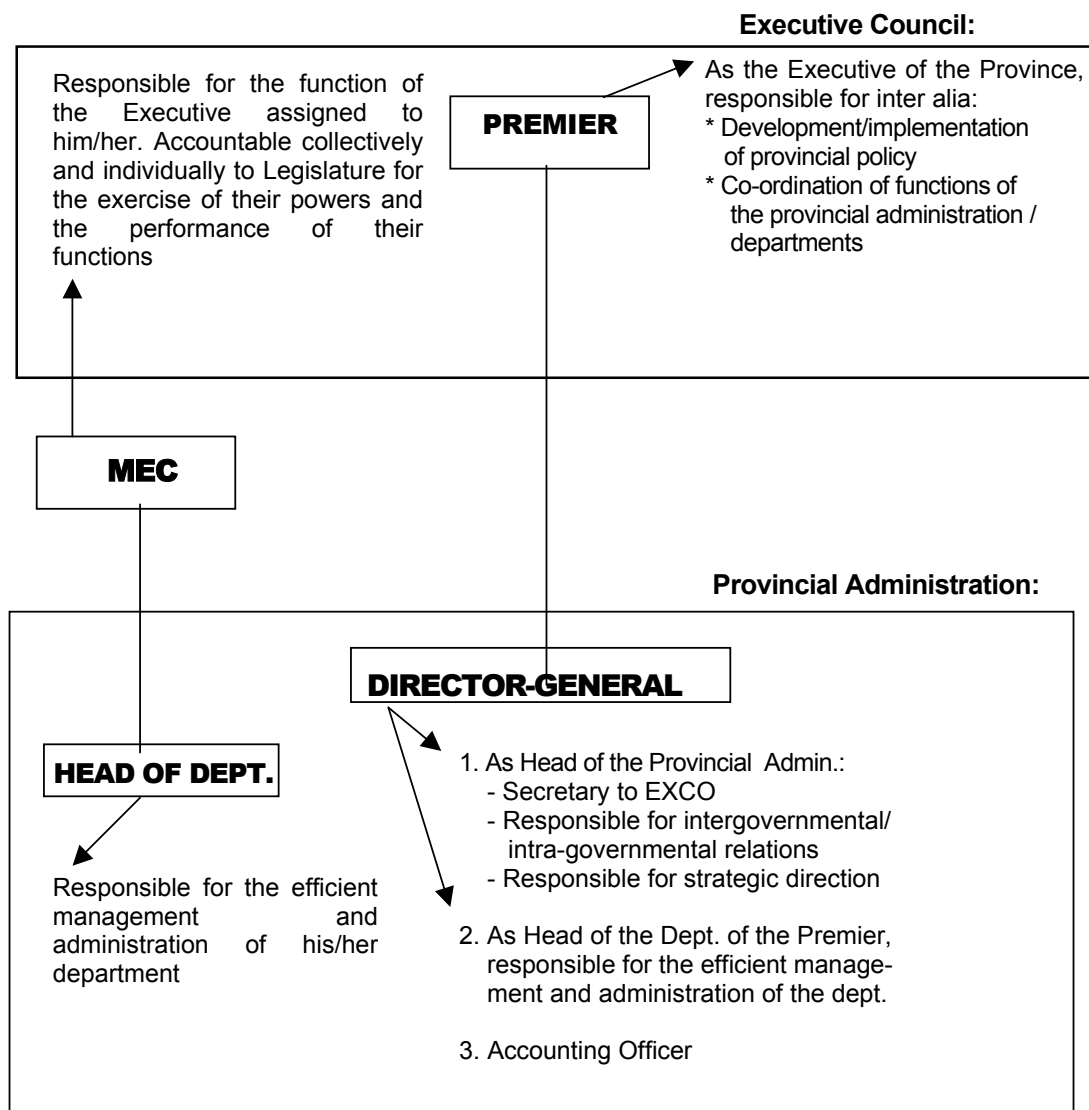 Executive Council:
Responsible for the function of
the Executive assigned to
him/her. Accountable collectively
and individually to Legislature for
the exercise of their powers and
the performance of their
functions
PREMIER
As the Executive of the Province,
responsible for inter alia:
* Development/implementation
of provincial policy
* Co-ordination of functions of
the provincial administration /
departments
MEC
Provincial Administration:
DIRECTOR-GENERAL
HEAD OF DEPT.
Responsible for the efficient
management and
administration of his/her
department
1. As Head of the Provincial Admin.:
- Secretary to EXCO
- Responsible for intergovernmental/
intra-governmental relations
- Responsible for strategic direction
2. As Head of the Dept. of the Premier,
responsible for the efficient manage-
ment and administration of the dept.
3. Accounting Officer